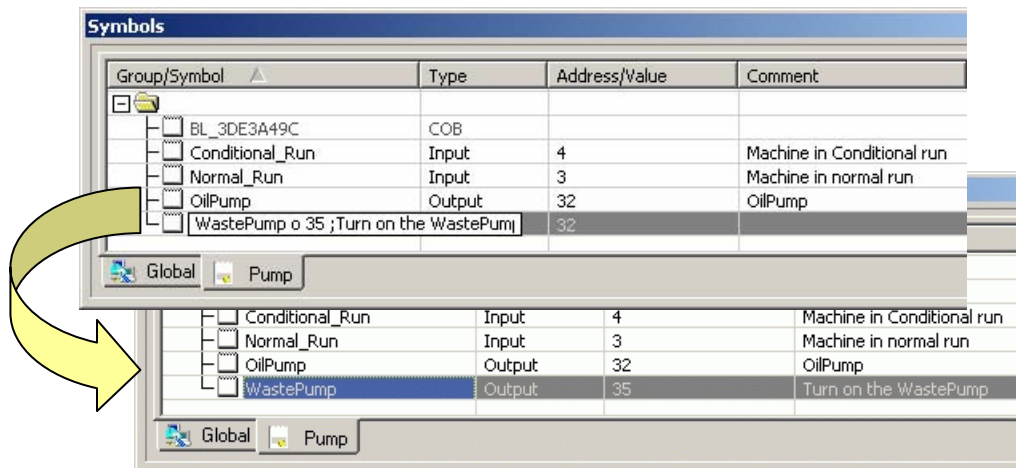 Symbols
Group/Symbol Type Address/Value Comment
BL_3DE3A49C COB
Conditional_Run Input 4 Machine in Conditional run
Normal_Run Input 3 Machine in normal run
OilPump Output 32 OilPump
WastePump o 35 ;Turn on the WastePum 32
Global Pump
Conditional_Run Input 4 Machine in Conditional run
Normal_Run Input 3 Machine in normal run
OilPump Output 32 OilPump
WastePump Output 35 Turn on the WastePump
Global Pump